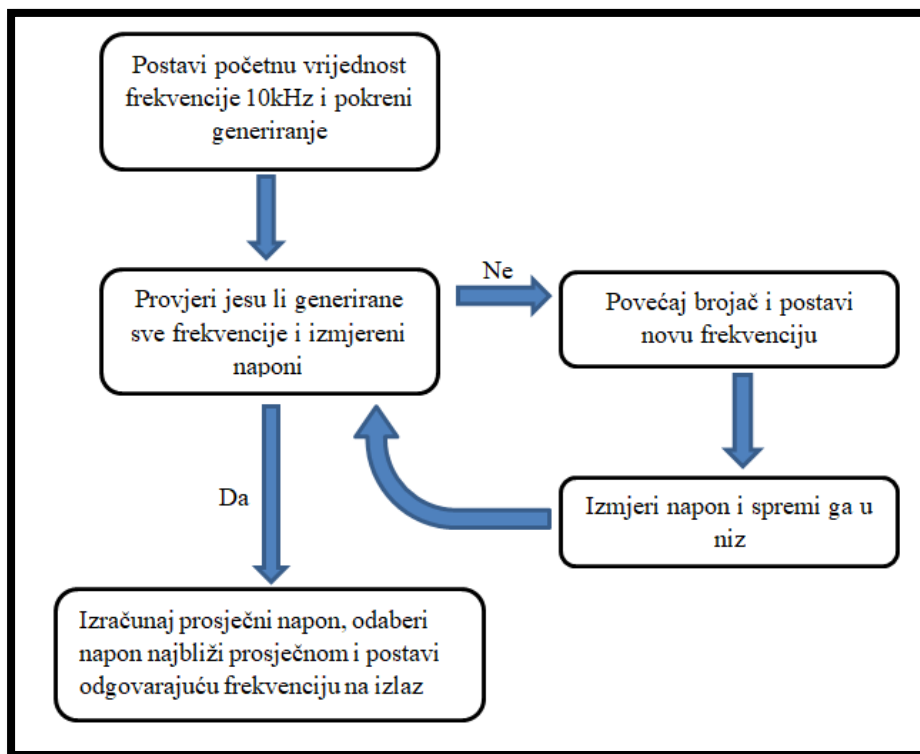 Postavi početnu vrijednost
frekvencije 10kHz i pokreni
generiranje
Provjeri jesu li generirane
sve frekvencije i izmjereni
naponi
Ne
Povećaj brojač i postavi
novu frekvenciju
Izmjeri napon i spremi ga u
niz
Da
Izračunaj prosječni napon, odaberi
napon najbliži prosječnom i postavi
odgovarajuću frekvenciju na izlaz